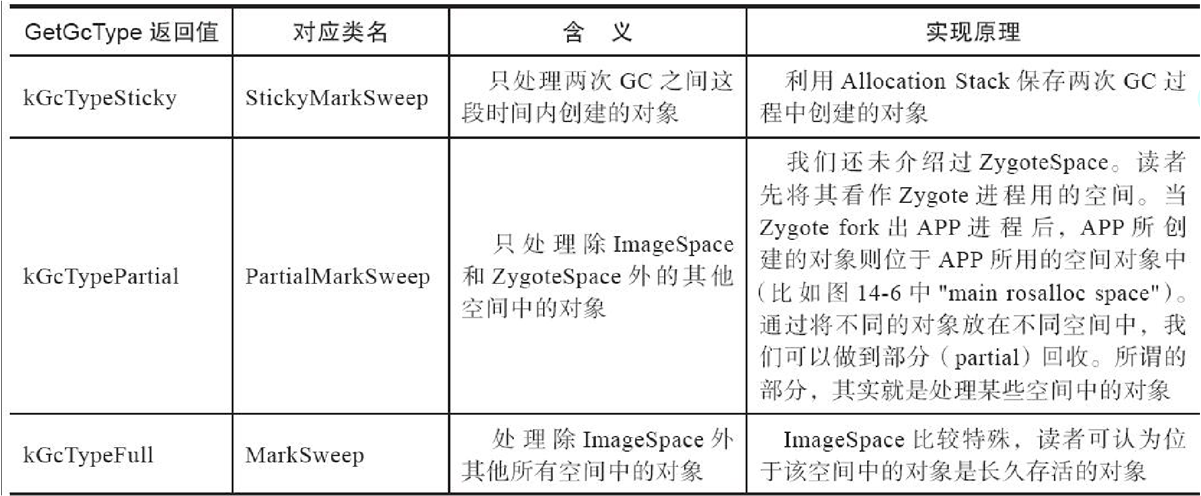 GetGcType 返回值 对应类名 含 义 实现原理
kGcTypeSticky
StickyMarkSweep
只处理两次 GC 之间这
段时间内创建的对象
利用 Allocation Stack 保存两次 GC 过
程中创建的对象
kGcTypePartial
PartialMarkSweep
只处理除 ImageSpace
和 ZygoteSpace 外的其他
空间中的对象
我们还未介绍过 ZygoteSpace。读者
先将其看作 Zygote 进程用的空间。当
Zygote fork 出 APP 进程后，APP 所创
建的对象则位于 APP 所用的空间对象中
（比如图 14-6 中 "main rosalloc space"）。
通过将不同的对象放在不同空间中，我
们可以做到部分（partial）回收。所谓的
部分，其实就是处理某些空间中的对象
kGcTypeFull
MarkSweep
处理除 ImageSpace 外
其他所有空间中的对象
ImageSpace 比较特殊，读者可认为位
于该空间中的对象是长久存活的对象